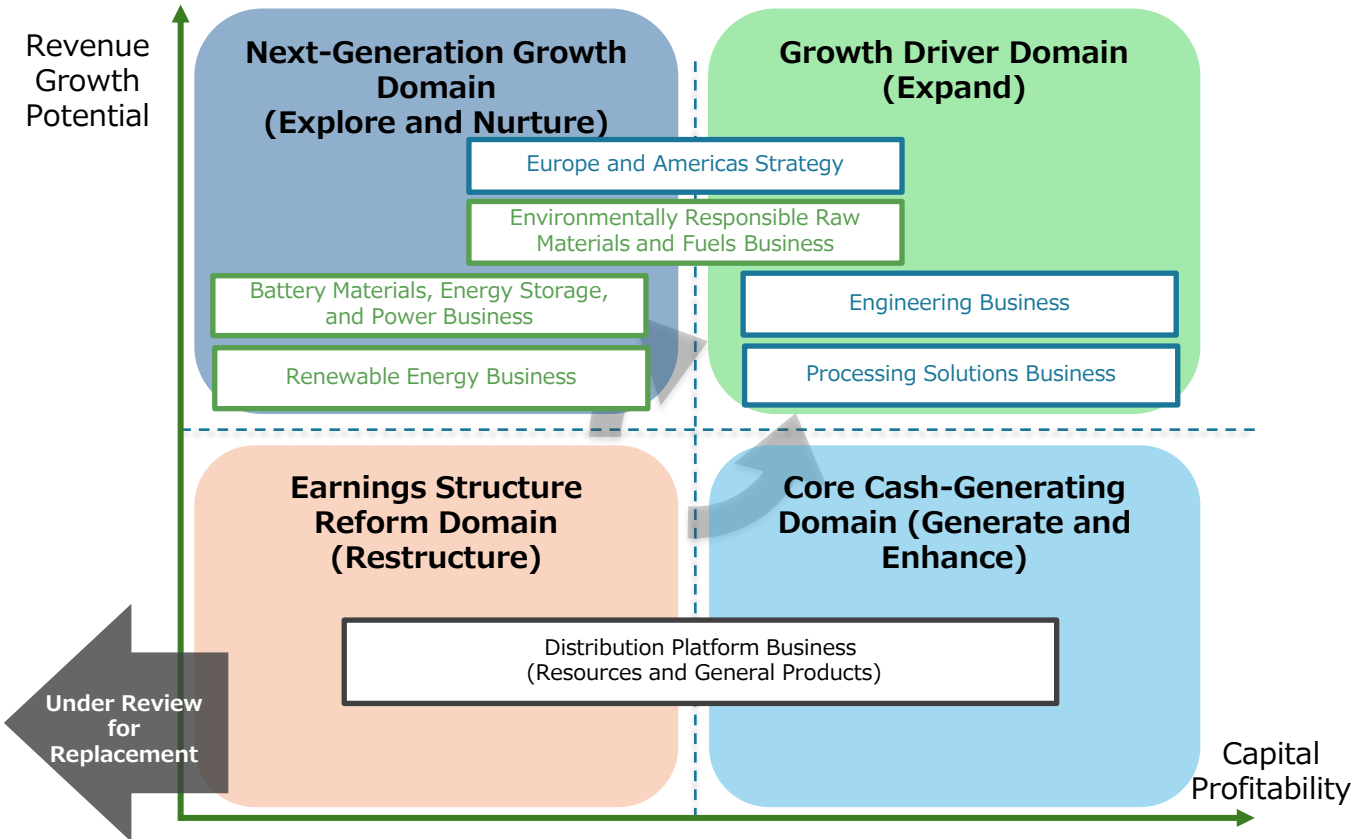 Revenue
Growth
Potential
Next-Generation Growth
Domain
(Explore and Nurture)
Growth Driver Domain
(Expand)
Europe and Americas Strategy
Environmentally Responsible Raw
Materials and Fuels Business
Battery Materials, Energy Storage,
and Power Business
Engineering Business
Renewable Energy Business
Processing Solutions Business
Earnings Structure
Reform Domain
(Restructure)
Core Cash-Generating
Domain (Generate and
Enhance)
Distribution Platform Business
(Resources and General Products)
Under Review
for
Replacement
Capital
Profitability